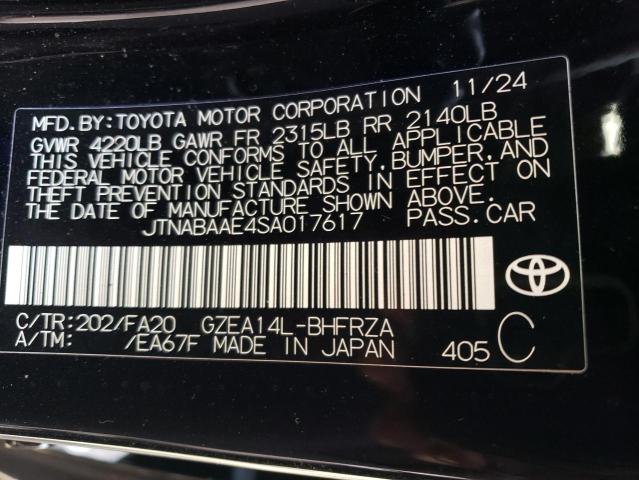 MFD. BY: TOYOTA MOTOR CORPORATION 11/24
GVWR 4220LB GAWR FR 2315LB RR 2140LB
THIS VEHICLE CONFORMS TO ALL APPLICABLE
FEDERAL MOTOR VEHICLE SAFETY, BUMPER, AND
THEFT PREVENTION STANDARDS IN EFFECT ON
THE DATE OF MANUFACTURE SHOWN ABOVE.
JTNABAAE4SA017617 PASS.CAR
C/TR:202/FA20 GZEA14L-BHFRZA
A/TM: /EA67F MADE IN JAPAN 405 C